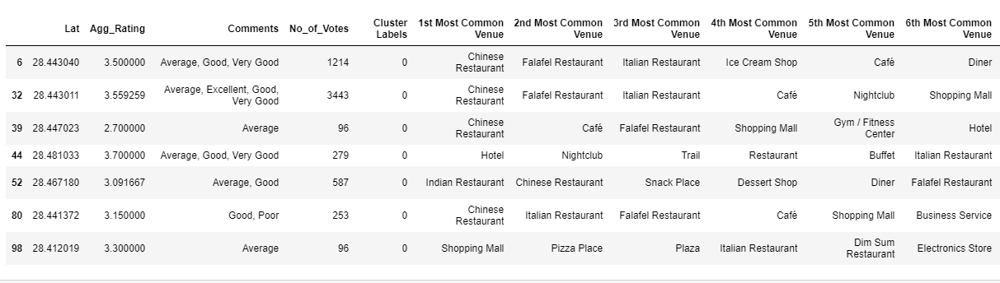 Lat Agg_Rating Comments No_of_Votes Cluster Labels 1st Most Common Venue 2nd Most Common Venue 3rd Most Common Venue 4th Most Common Venue 5th Most Common Venue 6th Most Common Venue
6 28.443040 3.500000 Average, Good, Very Good 1214 0 Chinese Restaurant Falafel Restaurant Italian Restaurant Ice Cream Shop Café Diner
32 28.443011 3.559259 Average, Excellent, Good, Very Good 3443 0 Chinese Restaurant Falafel Restaurant Italian Restaurant Café Nightclub Shopping Mall
39 28.447023 2.700000 Average 96 0 Chinese Restaurant Café Falafel Restaurant Shopping Mall Gym / Fitness Center Hotel
44 28.481033 3.700000 Average, Good, Very Good 279 0 Hotel Nightclub Trail Restaurant Buffet Italian Restaurant
52 28.467180 3.091667 Average, Good 587 0 Indian Restaurant Chinese Restaurant Snack Place Dessert Shop Diner Falafel Restaurant
80 28.441372 3.150000 Good, Poor 253 0 Chinese Restaurant Italian Restaurant Falafel Restaurant Café Shopping Mall Business Service
98 28.412019 3.300000 Average 96 0 Shopping Mall Pizza Place Plaza Italian Restaurant Dim Sum Restaurant Electronics Store